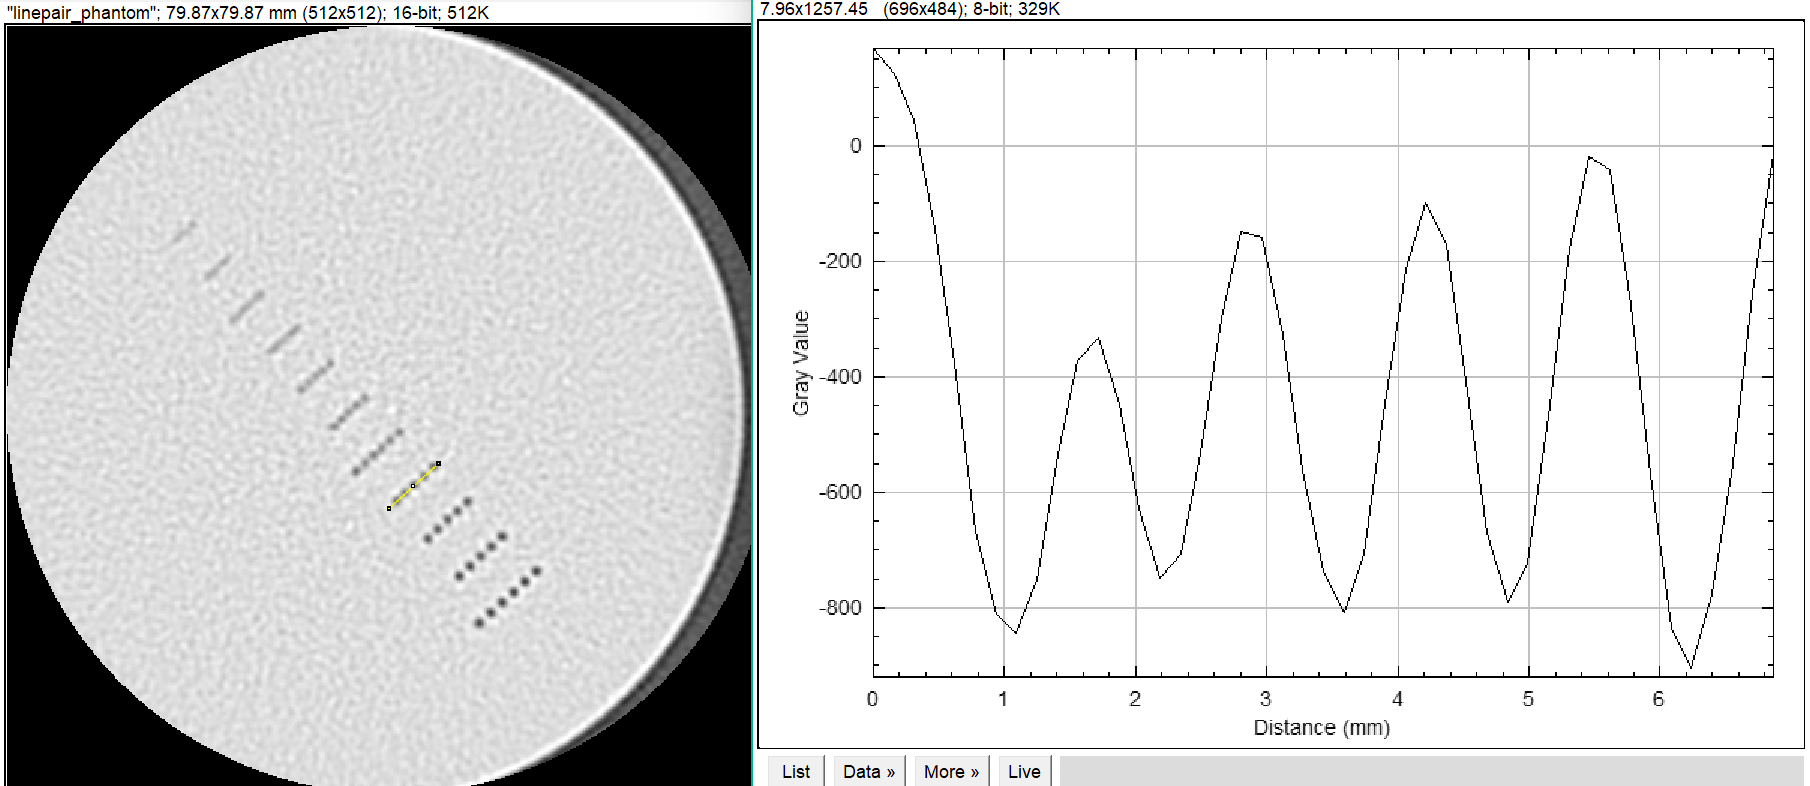 "linepair_phantom"; 79.87x79.87 mm (512x512); 16-bit; 512K
7.96x1257.45 (696x484); 8-bit; 329K
0
-200
-400
-600
-800
Gray Value
0 1 2 3 4 5 6
Distance (mm)
List Data » More » Live